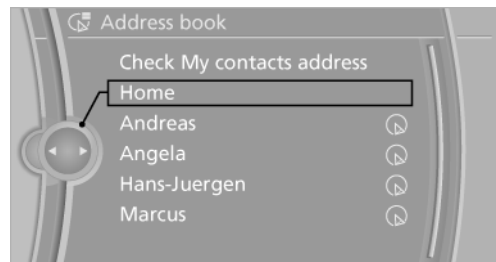 Address book
Check My contacts address
Home
Andreas
Angela
Hans-Juergen
Marcus